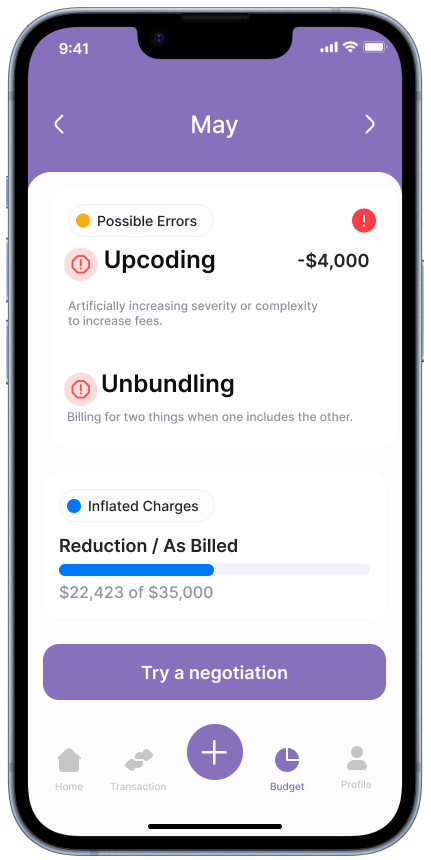 9:41
May
Possible Errors
Upcoding
-$4,000
Artificially increasing severity or complexity
to increase fees.
Unbundling
Billing for two things when one includes the other.
Inflated Charges
Reduction / As Billed
$22,423 of $35,000
Try a negotiation
Home
Transaction
Budget
Profile